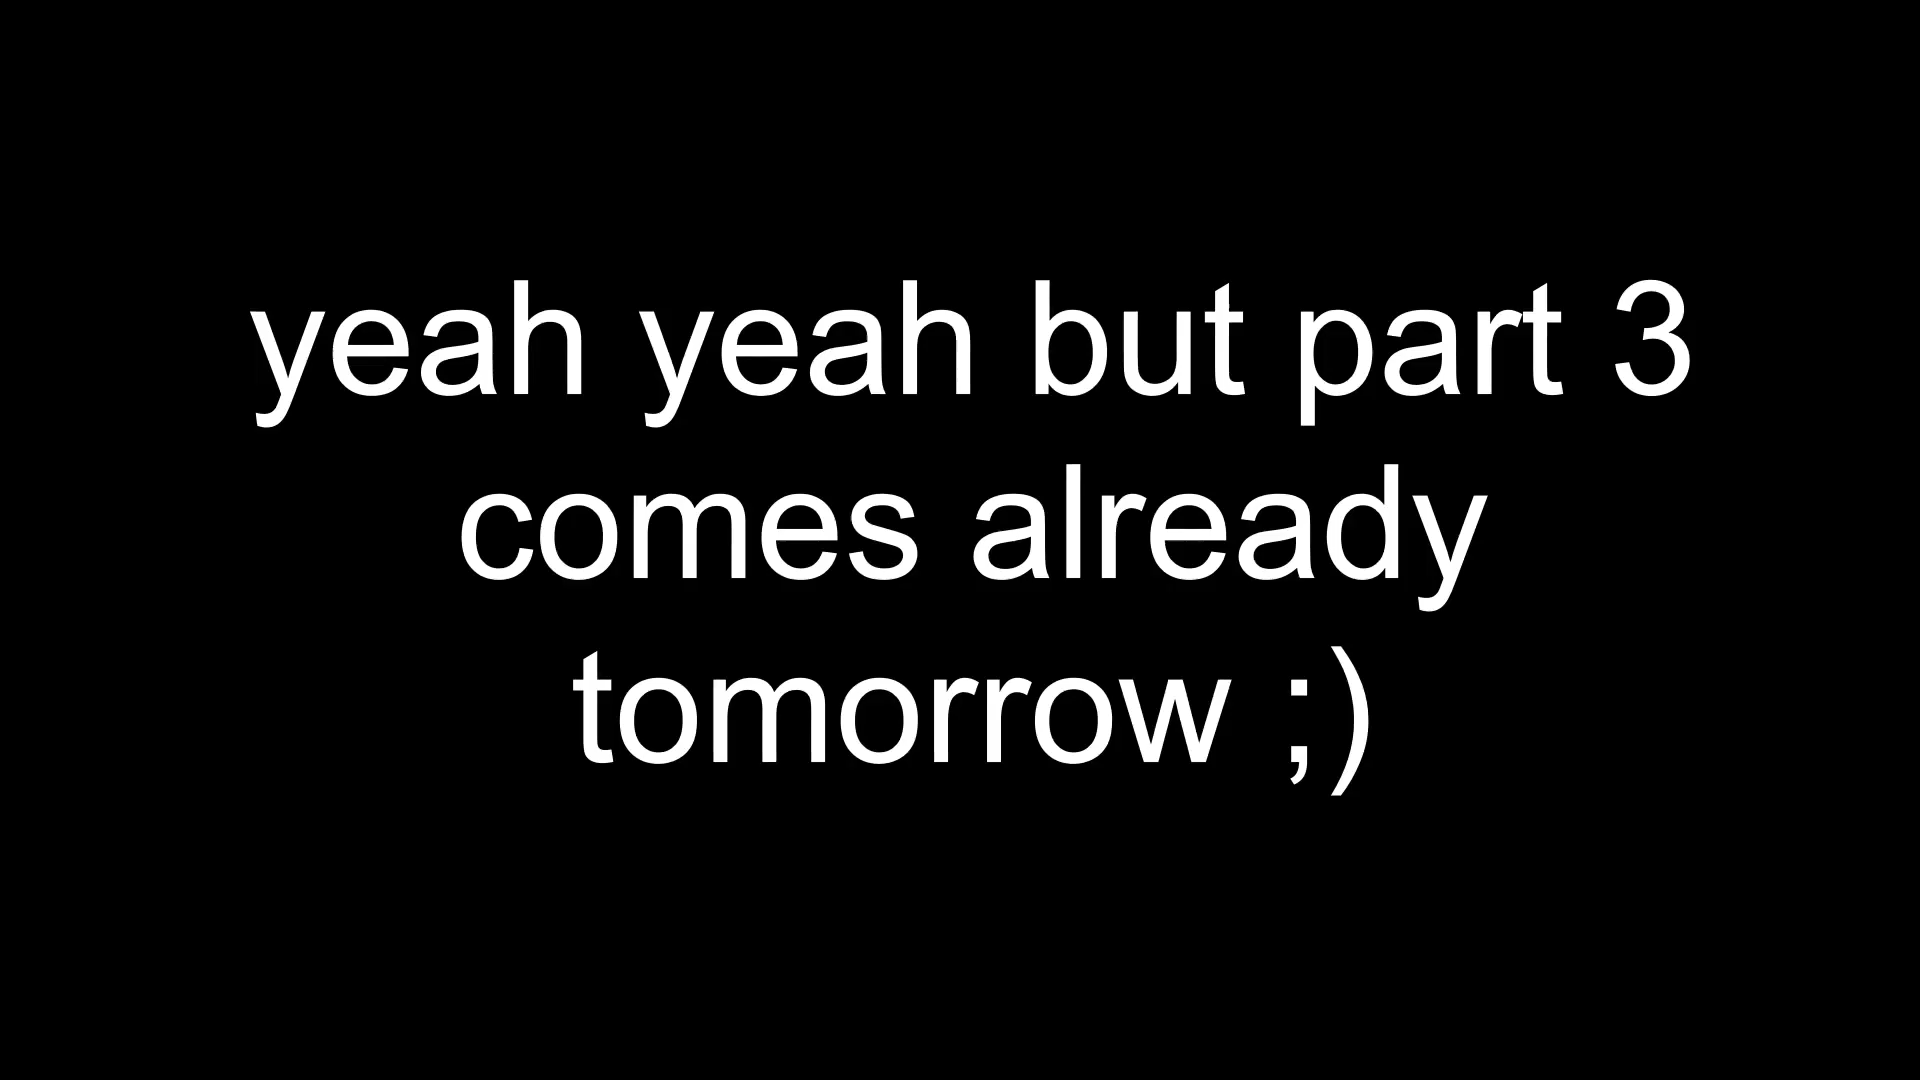 yeah yeah but part 3
comes already
tomorrow ;)